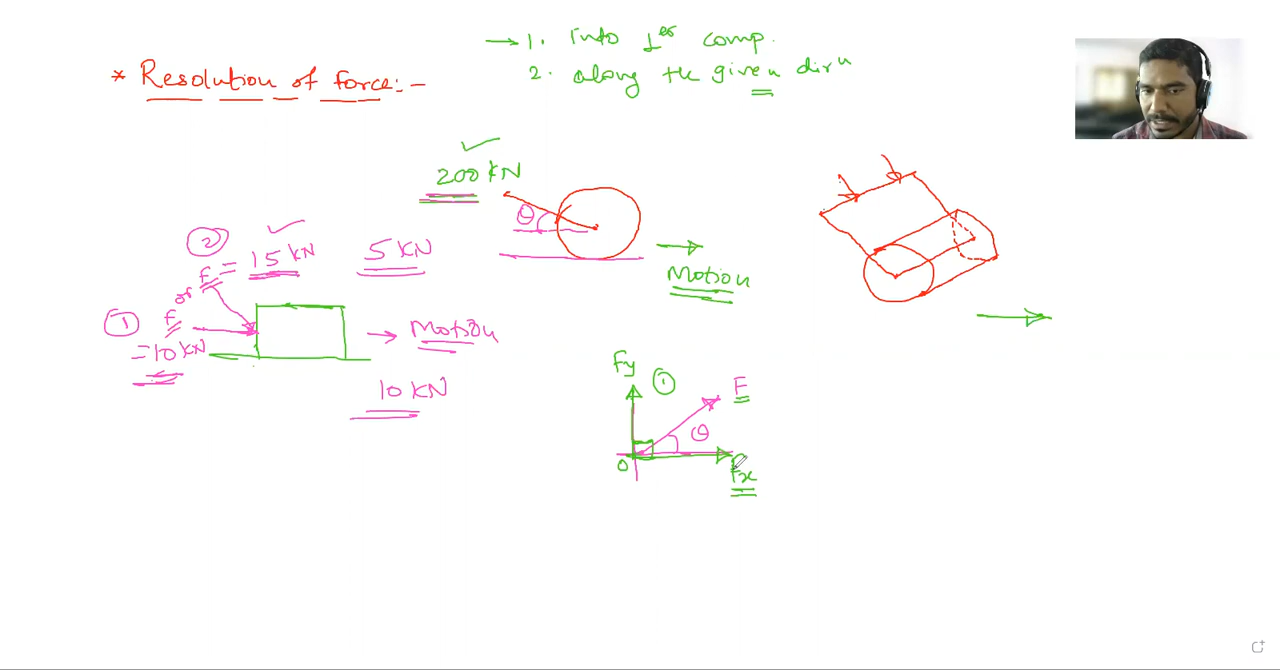 → 1. Into ⊥er comp.
2. along the given dirn
* Resolution of force:-
200 KN
θ
② 
F = 15 KN
5 KN
Motion
or
① F
= 10 KN
Motion
10 KN
Fy
①
F
θ
O
Fx